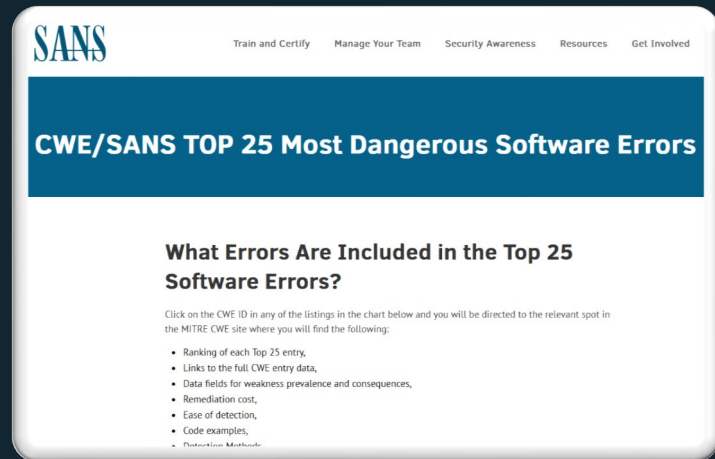 SANS
Train and Certify Manage Your Team Security Awareness Resources Get Involved
CWE/SANS TOP 25 Most Dangerous Software Errors
What Errors Are Included in the Top 25
Software Errors?
Click on the CWE ID in any of the listings in the chart below and you will be directed to the relevant spot in
the MITRE CWE site where you will find the following:
• Ranking of each Top 25 entry,
• Links to the full CWE entry data,
• Data fields for weakness prevalence and consequences,
• Remediation cost,
• Ease of detection,
• Code examples,
• Detection Methods